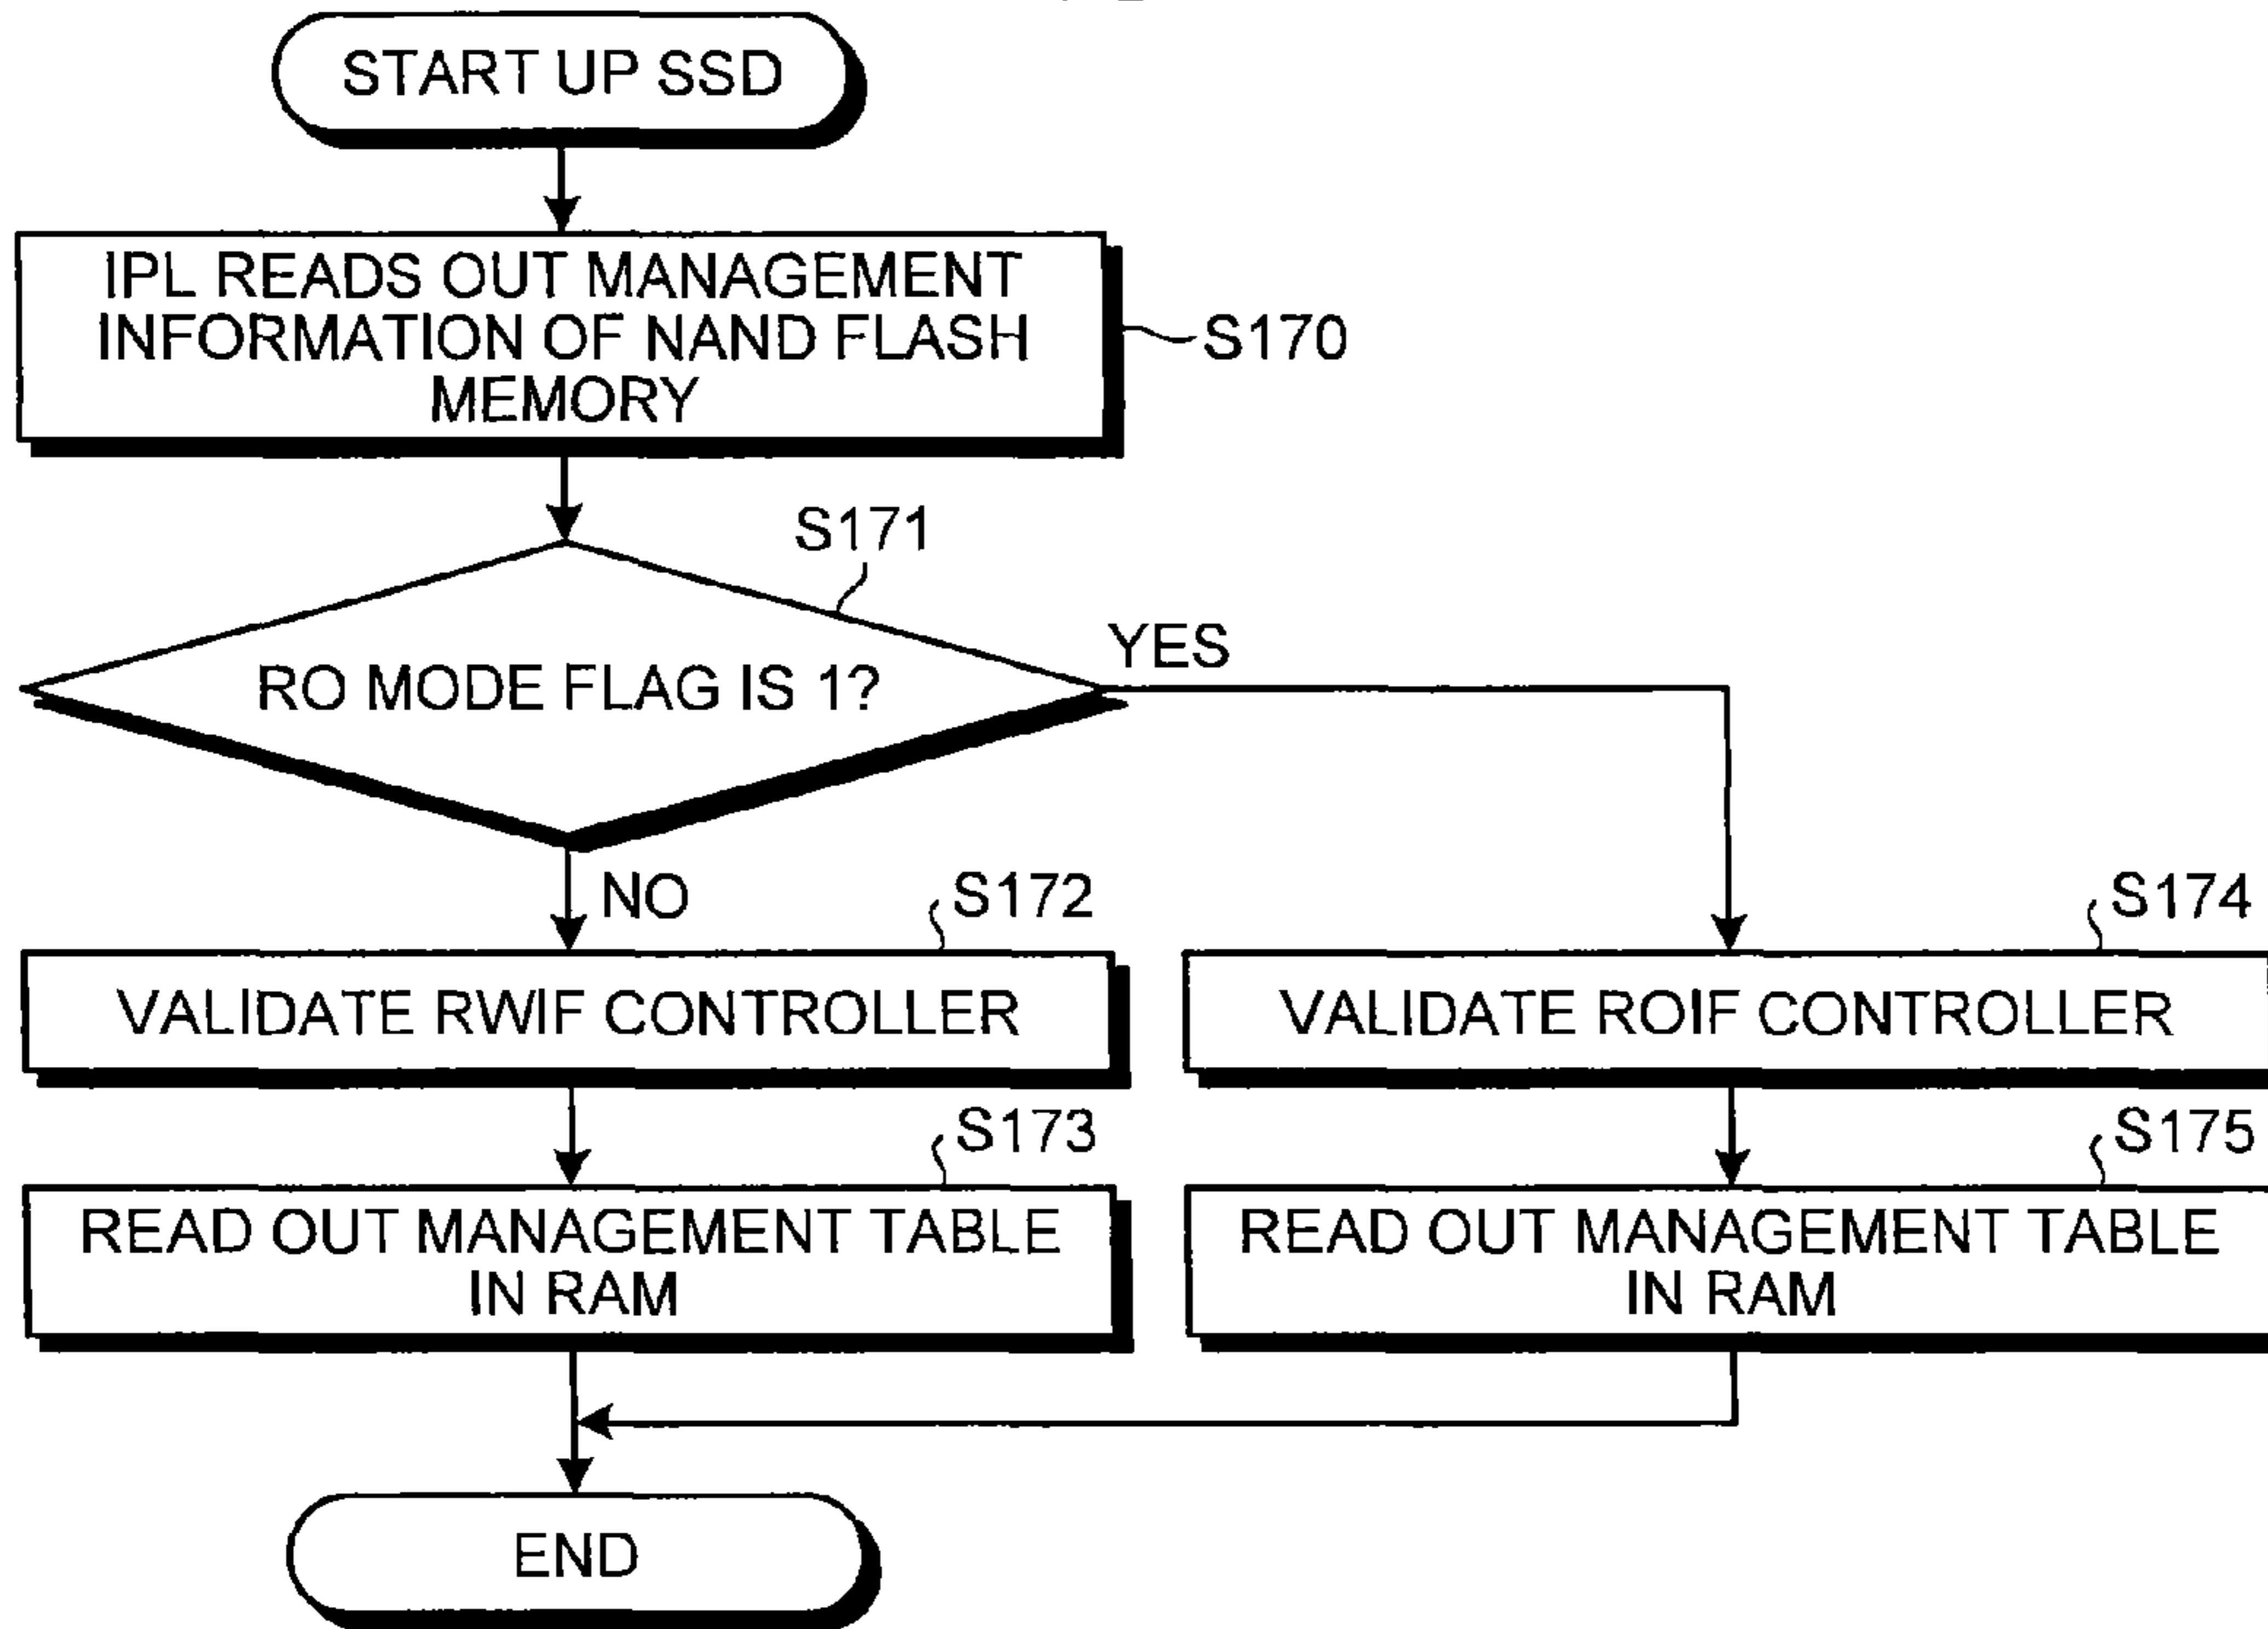 START UP SSD
IPL READS OUT MANAGEMENT
INFORMATION OF NAND FLASH
MEMORY
S170
S171
RO MODE FLAG IS 1?
YES
NO
S172
S174
VALIDATE RWIF CONTROLLER
VALIDATE ROIF CONTROLLER
S173
S175
READ OUT MANAGEMENT TABLE
IN RAM
READ OUT MANAGEMENT TABLE
IN RAM
END